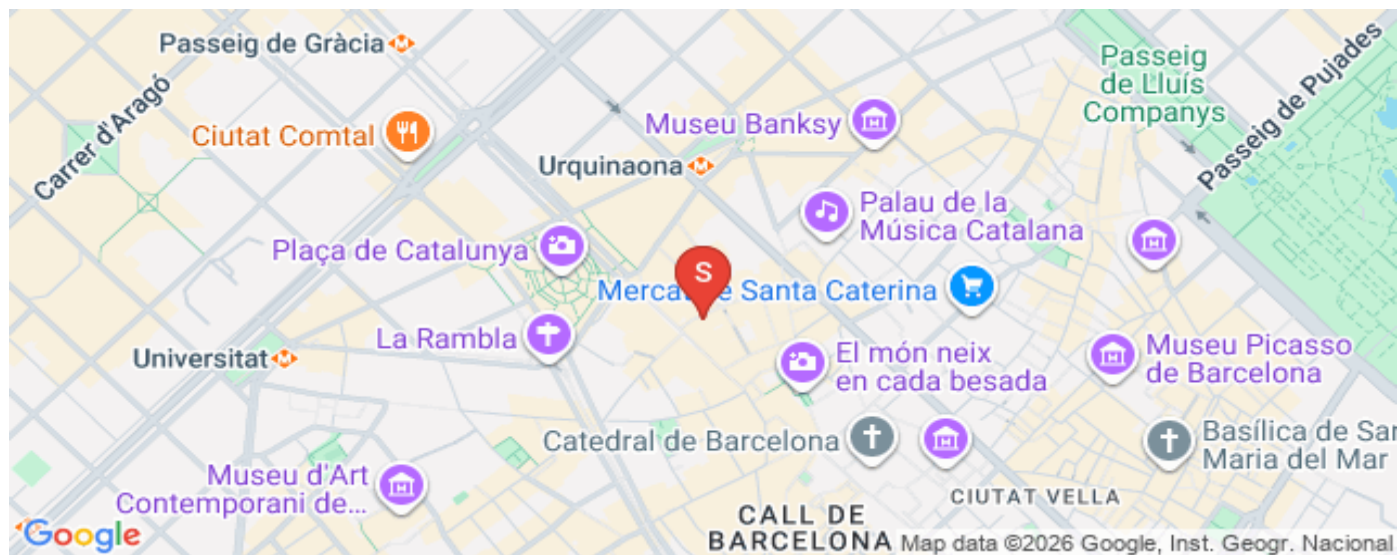 Passeig de Gràcia
Carrer d'Aragó
Ciutat Comtal
Museu Banksy
Urquinaona
Passeig
de Lluís
Companys
Passeig de Pujades
Palau de la
Música Catalana
Plaça de Catalunya
S
Santa Caterina
La Rambla
Universitat
El món neix
en cada besada
Museu Picasso
de Barcelona
Catedral de Barcelona
Basílica de
Maria del Mar
Museu d'Art
Contemporani de...
CIUTAT VELLA
CALL DE
BARCELONA
Google
Map data ©2026 Google, Inst. Geogr. Nacional